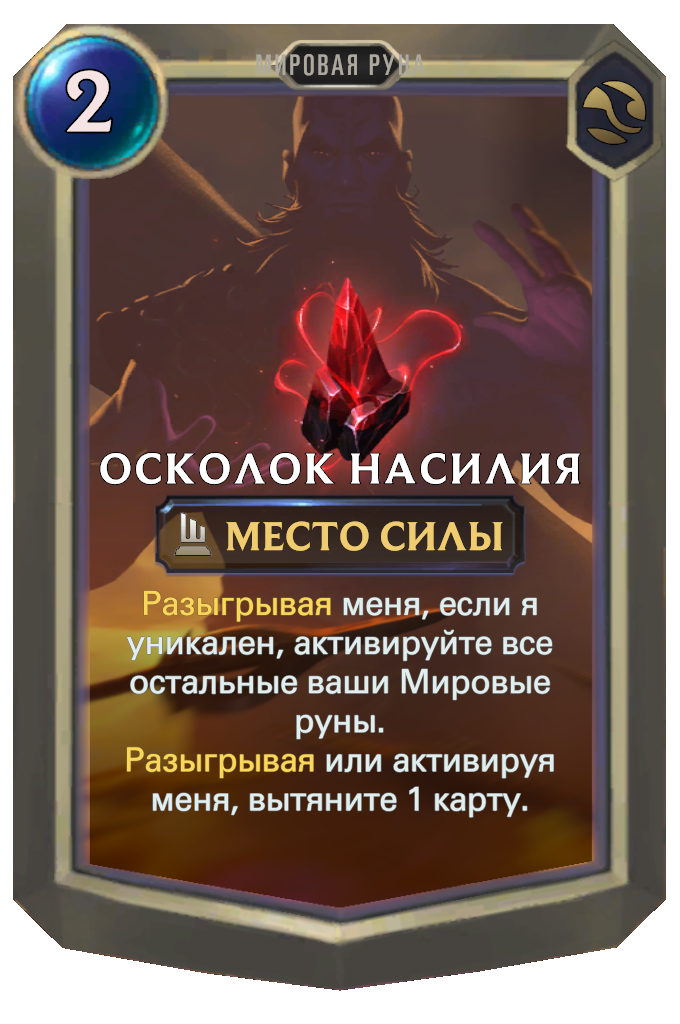 МИРОВАЯ РУНА
2
ОСКОЛОК НАСИЛИЯ
МЕСТО СИЛЫ
Разыгрывая меня, если я
уникален, активируйте все
остальные ваши Мировые
руны.
Разыгрывая или активируя
меня, вытяните 1 карту.